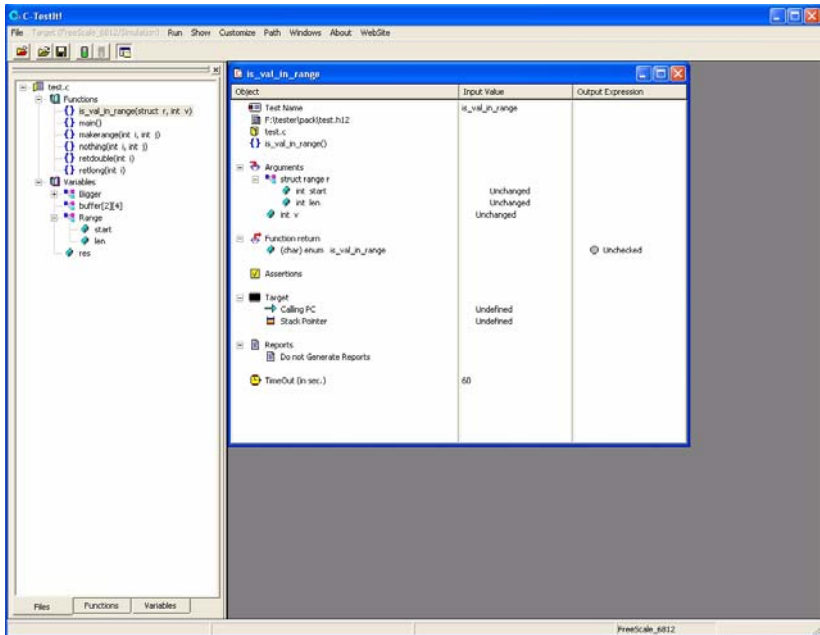 C-TestIt!
File Target (FreeScale_6812/Simulator) Run Show Customize Path Windows About WebSite
test.c
Functions
is_val_in_range(struct r, int v)
main()
makerange(int i, int j)
nothing(int i, int j)
retdouble(int i)
retlong(int i)
Variables
Bigger
buffer[2][4]
Range
start
len
res
Files Functions Variables
is_val_in_range
Object Input Value Output Expression
Test Name is_val_in_range
F:\tester\pack\test.h12
test.c
is_val_in_range()
Arguments
struct range r
int start Unchanged
int len Unchanged
int v Unchanged
Function return
(char) enum is_val_in_range Unchecked
Assertions
Target
Calling PC Undefined
Stack Pointer Undefined
Reports
Do not Generate Reports
TimeOut (in sec.) 60
FreeScale_6812